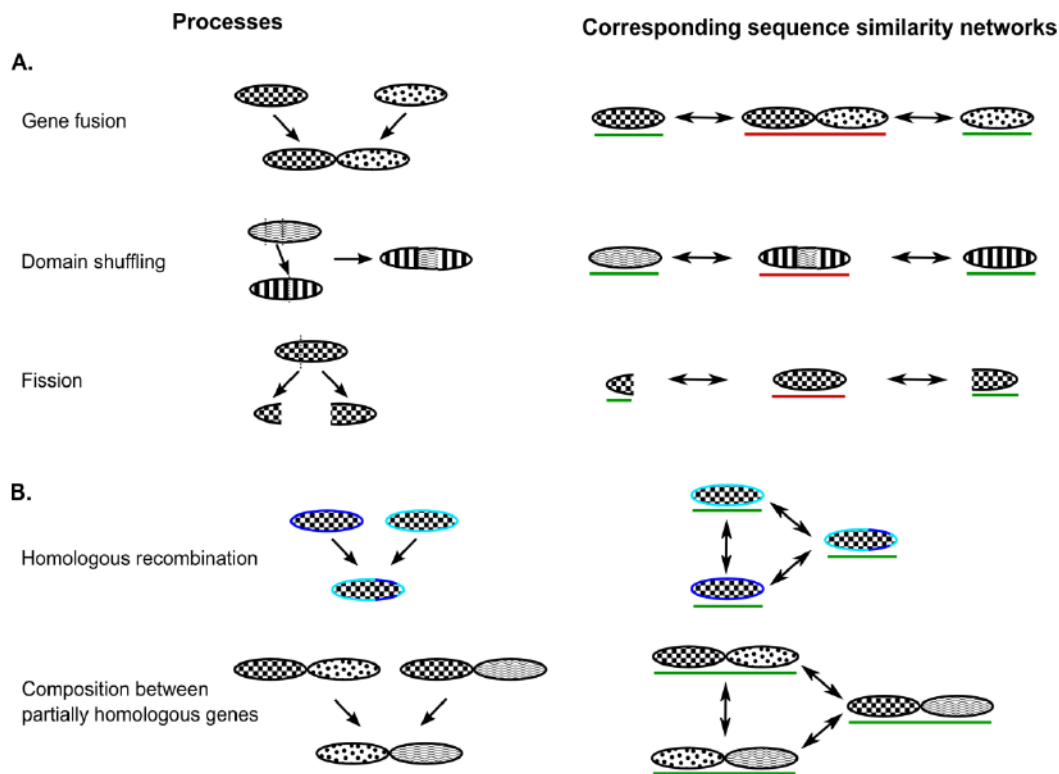 Processes
Corresponding sequence similarity networks
A.
Gene fusion
Domain shuffling
Fission
B.
Homologous recombination
Composition between
partially homologous genes